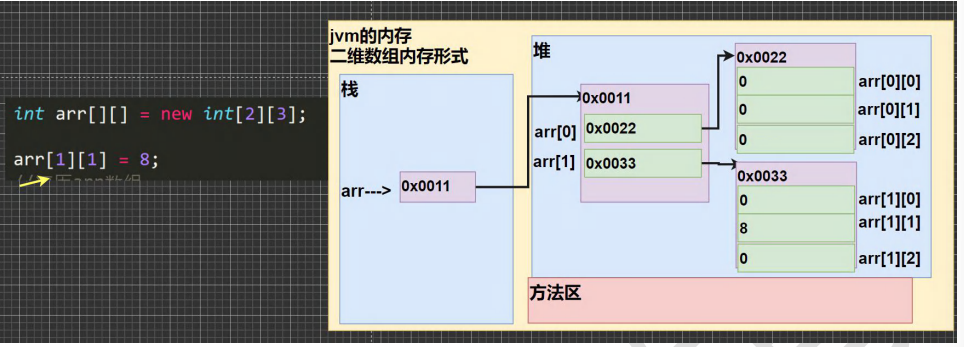 int arr[][] = new int[2][3];
arr[1][1] = 8;
jvm的内存
二维数组内存形式
栈
arr--->
0x0011
堆
0x0011
arr[0]
0x0022
arr[1]
0x0033
0x0022
0
arr[0][0]
0
arr[0][1]
0
arr[0][2]
0x0033
0
arr[1][0]
8
arr[1][1]
0
arr[1][2]
方法区